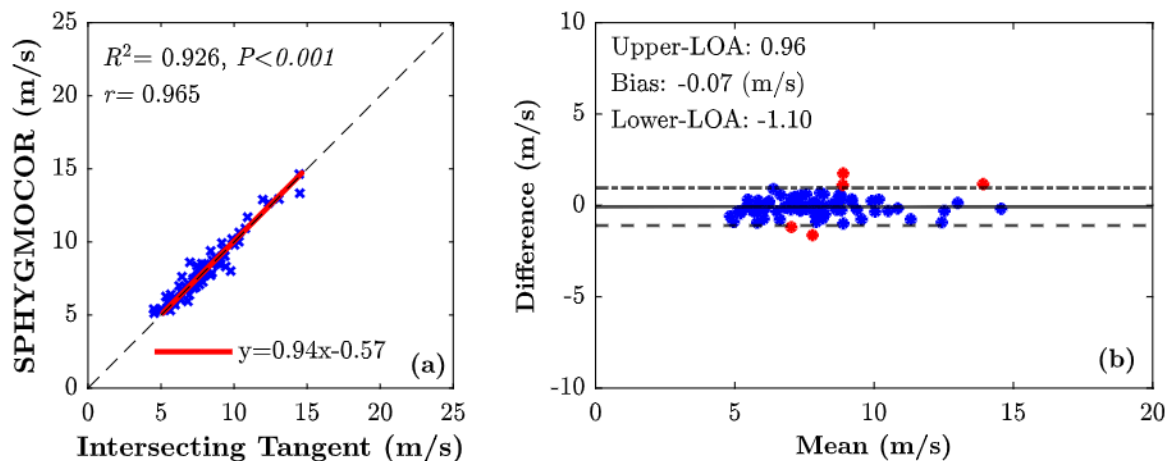 SPHYGMOCOR (m/s)
25
20
15
10
5
0
R²= 0.926, P<0.001
r= 0.965
y=0.94x-0.57
(a)
0 5 10 15 20 25
Intersecting Tangent (m/s)
Difference (m/s)
10
5
0
-5
-10
Upper-LOA: 0.96
Bias: -0.07 (m/s)
Lower-LOA: -1.10
(b)
0 5 10 15 20
Mean (m/s)